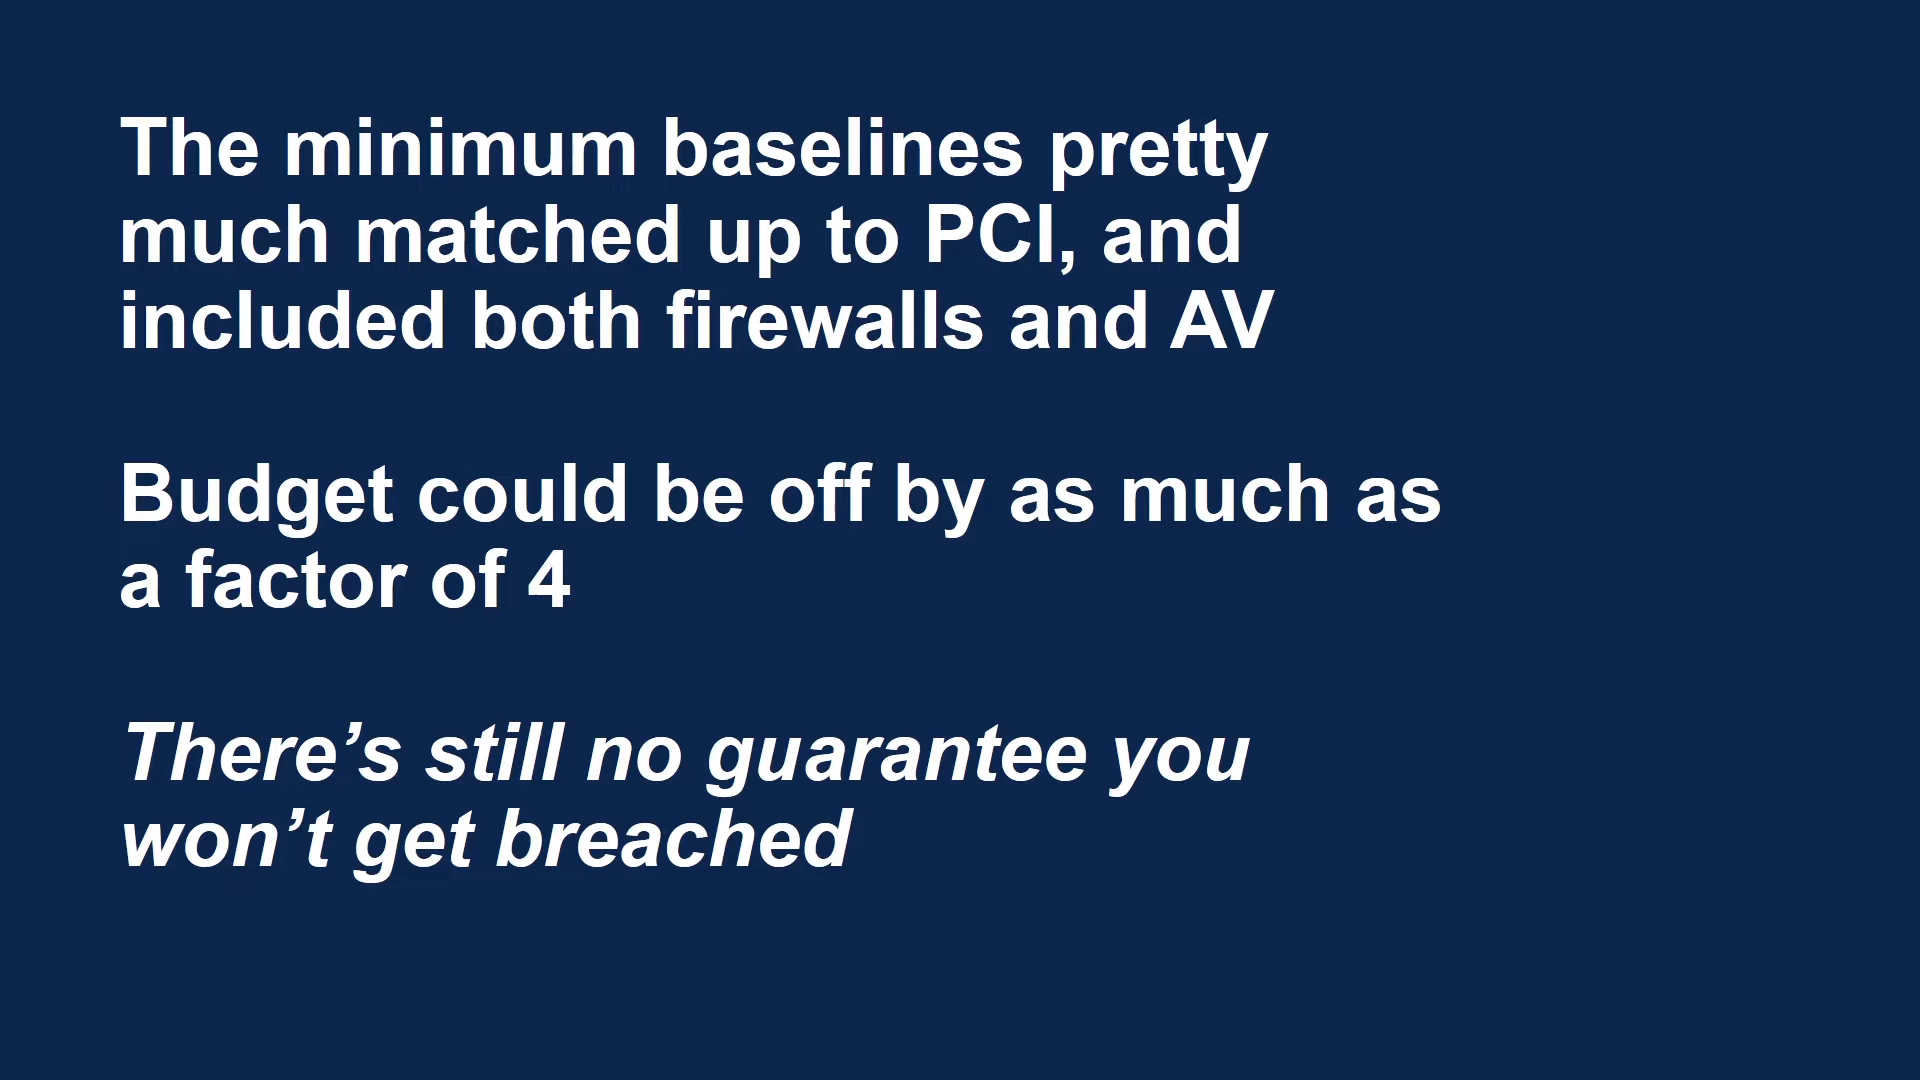 The minimum baselines pretty
much matched up to PCI, and
included both firewalls and AV
Budget could be off by as much as
a factor of 4
There’s still no guarantee you
won’t get breached